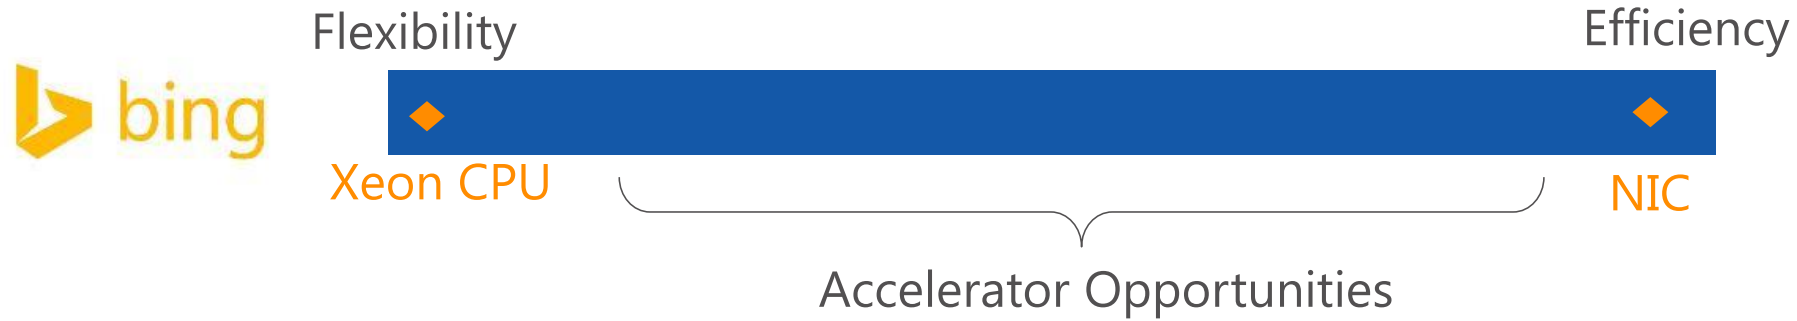 Flexibility
Efficiency
bing
Xeon CPU
NIC
Accelerator Opportunities